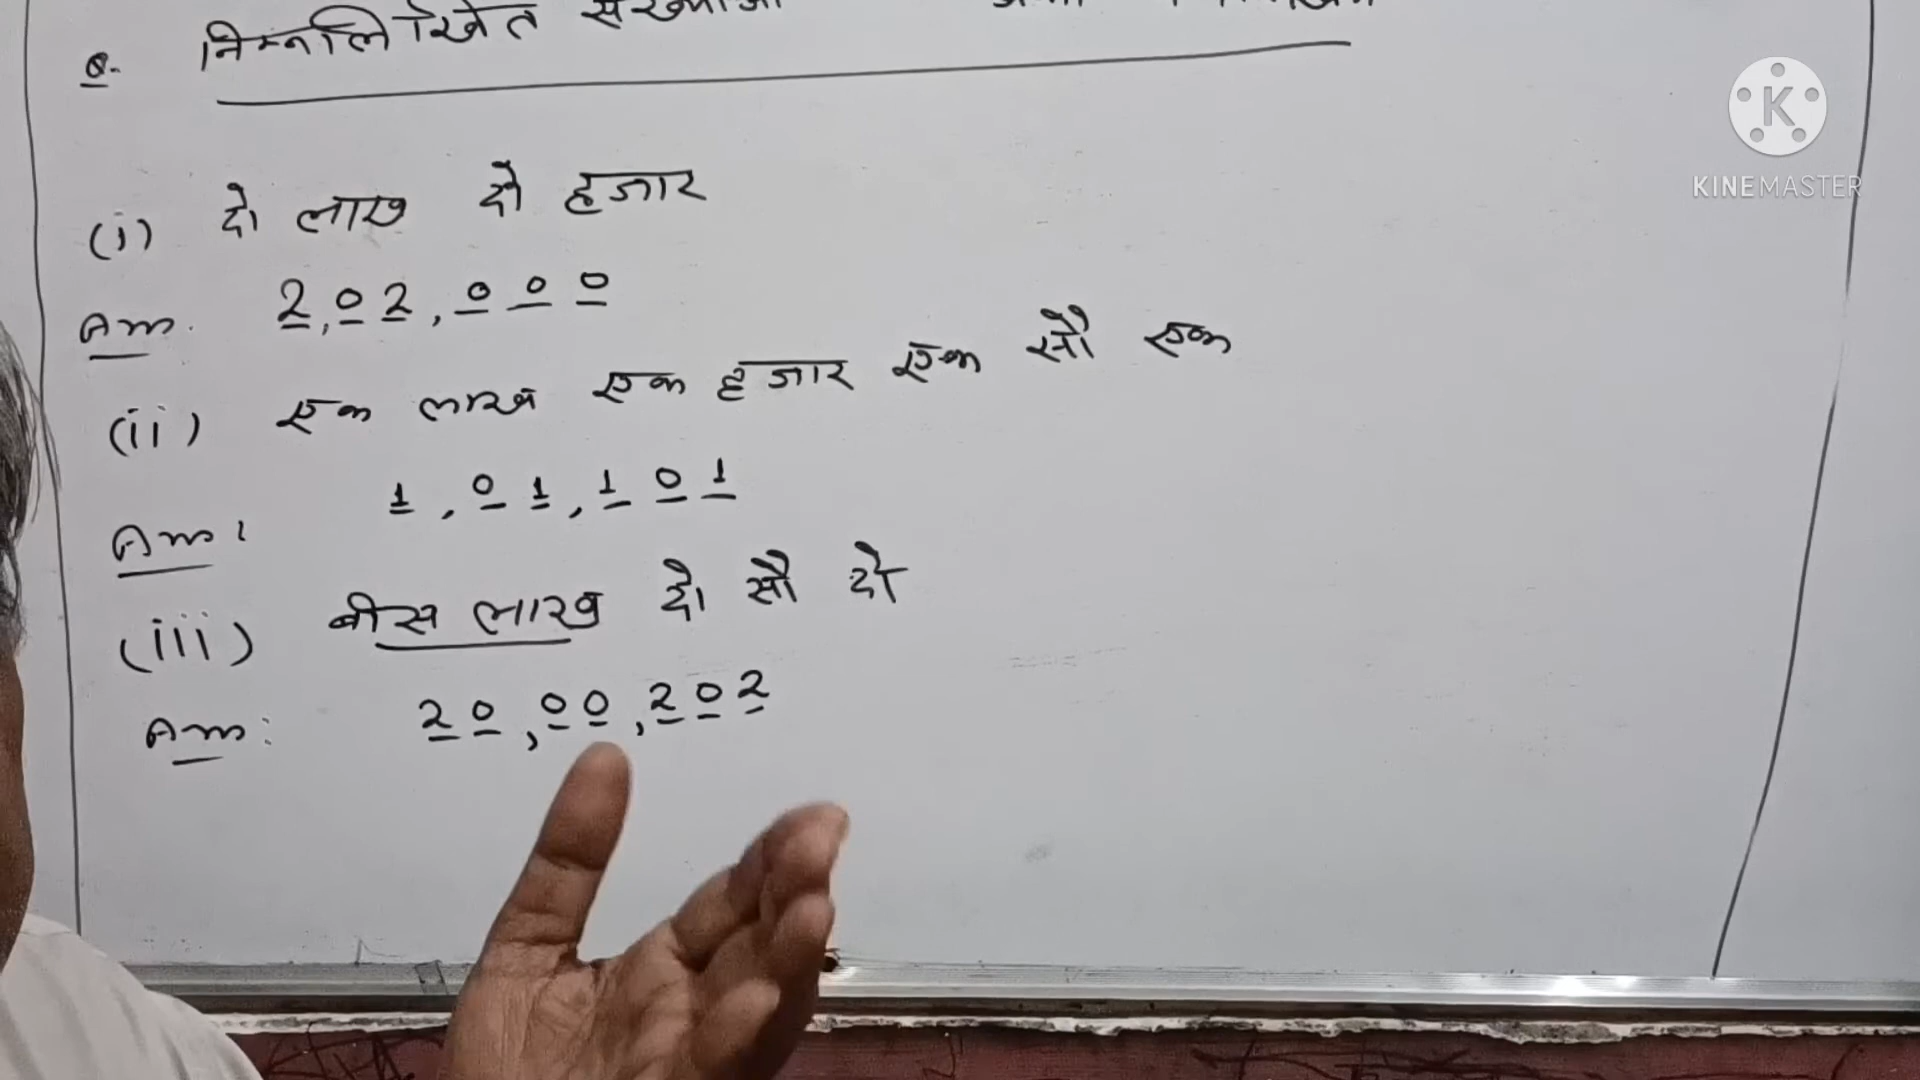 Q. निम्नलिखित संख्याओं
(i) दो लाख दो हजार
Ans. 2,02,000
(ii) एक लाख एक हजार एक सौ एक
Ans: 1,01,101
(iii) बीस लाख दो सौ दो
Ans: 20,00,202
KINEMASTER